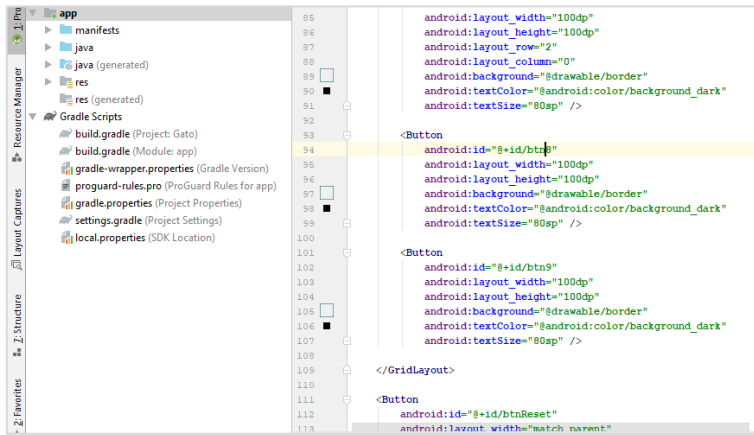 1: Pro
Resource Manager
Layout Captures
7: Structure
2: Favorites
app
manifests
java
java (generated)
res
res (generated)
Gradle Scripts
build.gradle (Project: Gato)
build.gradle (Module: app)
gradle-wrapper.properties (Gradle Version)
proguard-rules.pro (ProGuard Rules for app)
gradle.properties (Project Properties)
settings.gradle (Project Settings)
local.properties (SDK Location)
85 android:layout_width="100dp"
86 android:layout_height="100dp"
87 android:layout_row="2"
88 android:layout_column="0"
89 android:background="@drawable/border"
90 android:textColor="@android:color/background_dark"
91 android:textSize="80sp" />
92
93 <Button
94 android:id="@+id/btn8"
95 android:layout_width="100dp"
96 android:layout_height="100dp"
97 android:background="@drawable/border"
98 android:textColor="@android:color/background_dark"
99 android:textSize="80sp" />
100
101 <Button
102 android:id="@+id/btn9"
103 android:layout_width="100dp"
104 android:layout_height="100dp"
105 android:background="@drawable/border"
106 android:textColor="@android:color/background_dark"
107 android:textSize="80sp" />
108
109 </GridLayout>
110
111 <Button
112 android:id="@+id/btnReset"
113 android:layout_width="match_parent"